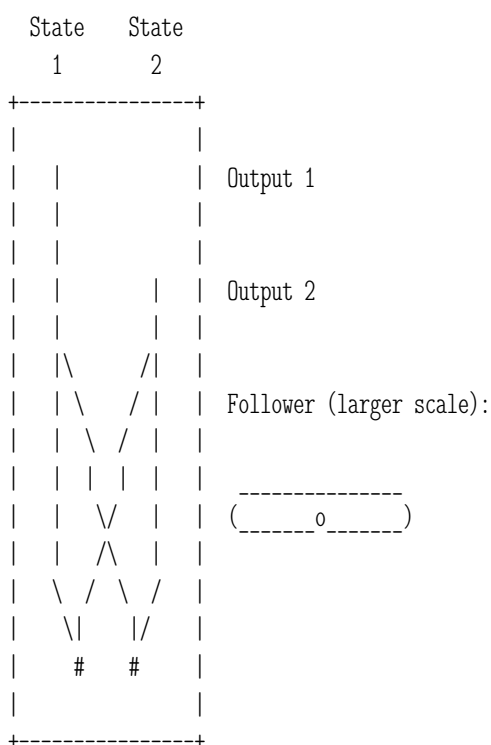 State State
1 2
Output 1
Output 2
Follower (larger scale):